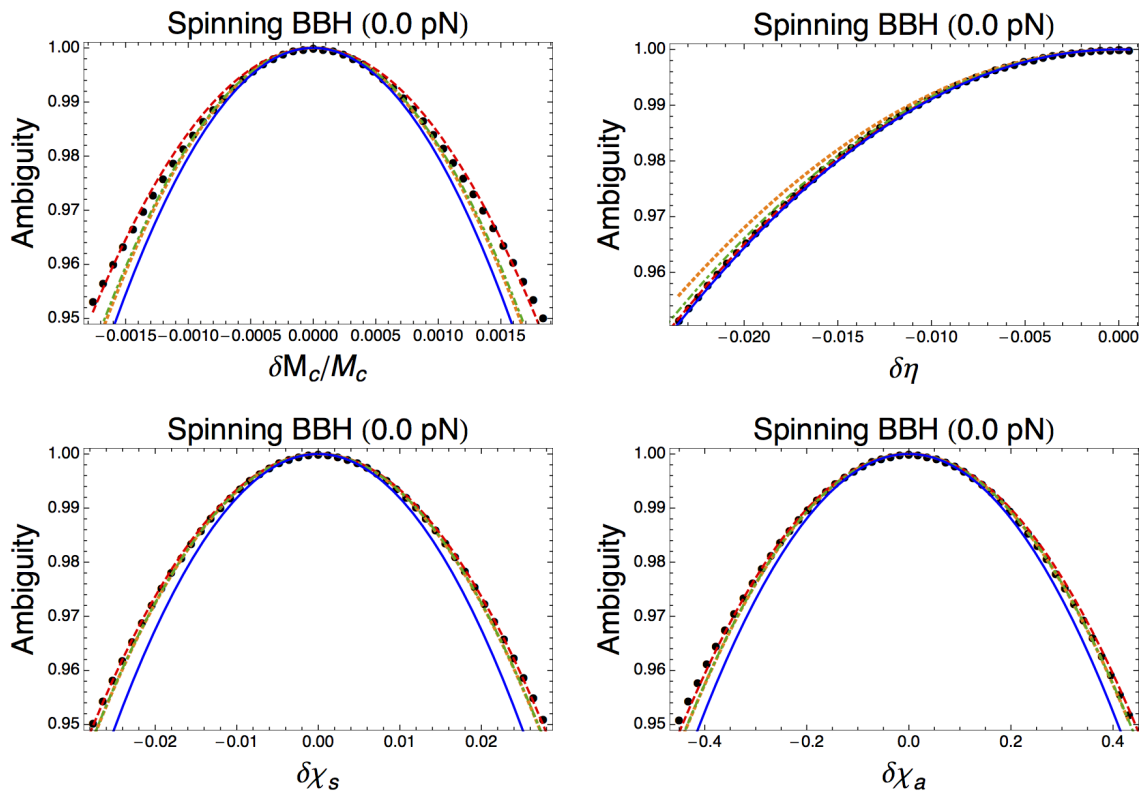 Spinning BBH (0.0 pN)
Ambiguity
1.00
0.99
0.98
0.97
0.96
0.95
−0.0015 −0.0010 −0.0005 0.0000 0.0005 0.0010 0.0015
δM_c/M_c
Spinning BBH (0.0 pN)
Ambiguity
1.00
0.99
0.98
0.97
0.96
−0.020 −0.015 −0.010 −0.005 0.000
δη
Spinning BBH (0.0 pN)
Ambiguity
1.00
0.99
0.98
0.97
0.96
0.95
−0.02 −0.01 0.00 0.01 0.02
δχ_s
Spinning BBH (0.0 pN)
Ambiguity
1.00
0.99
0.98
0.97
0.96
0.95
−0.4 −0.2 0.0 0.2 0.4
δχ_a